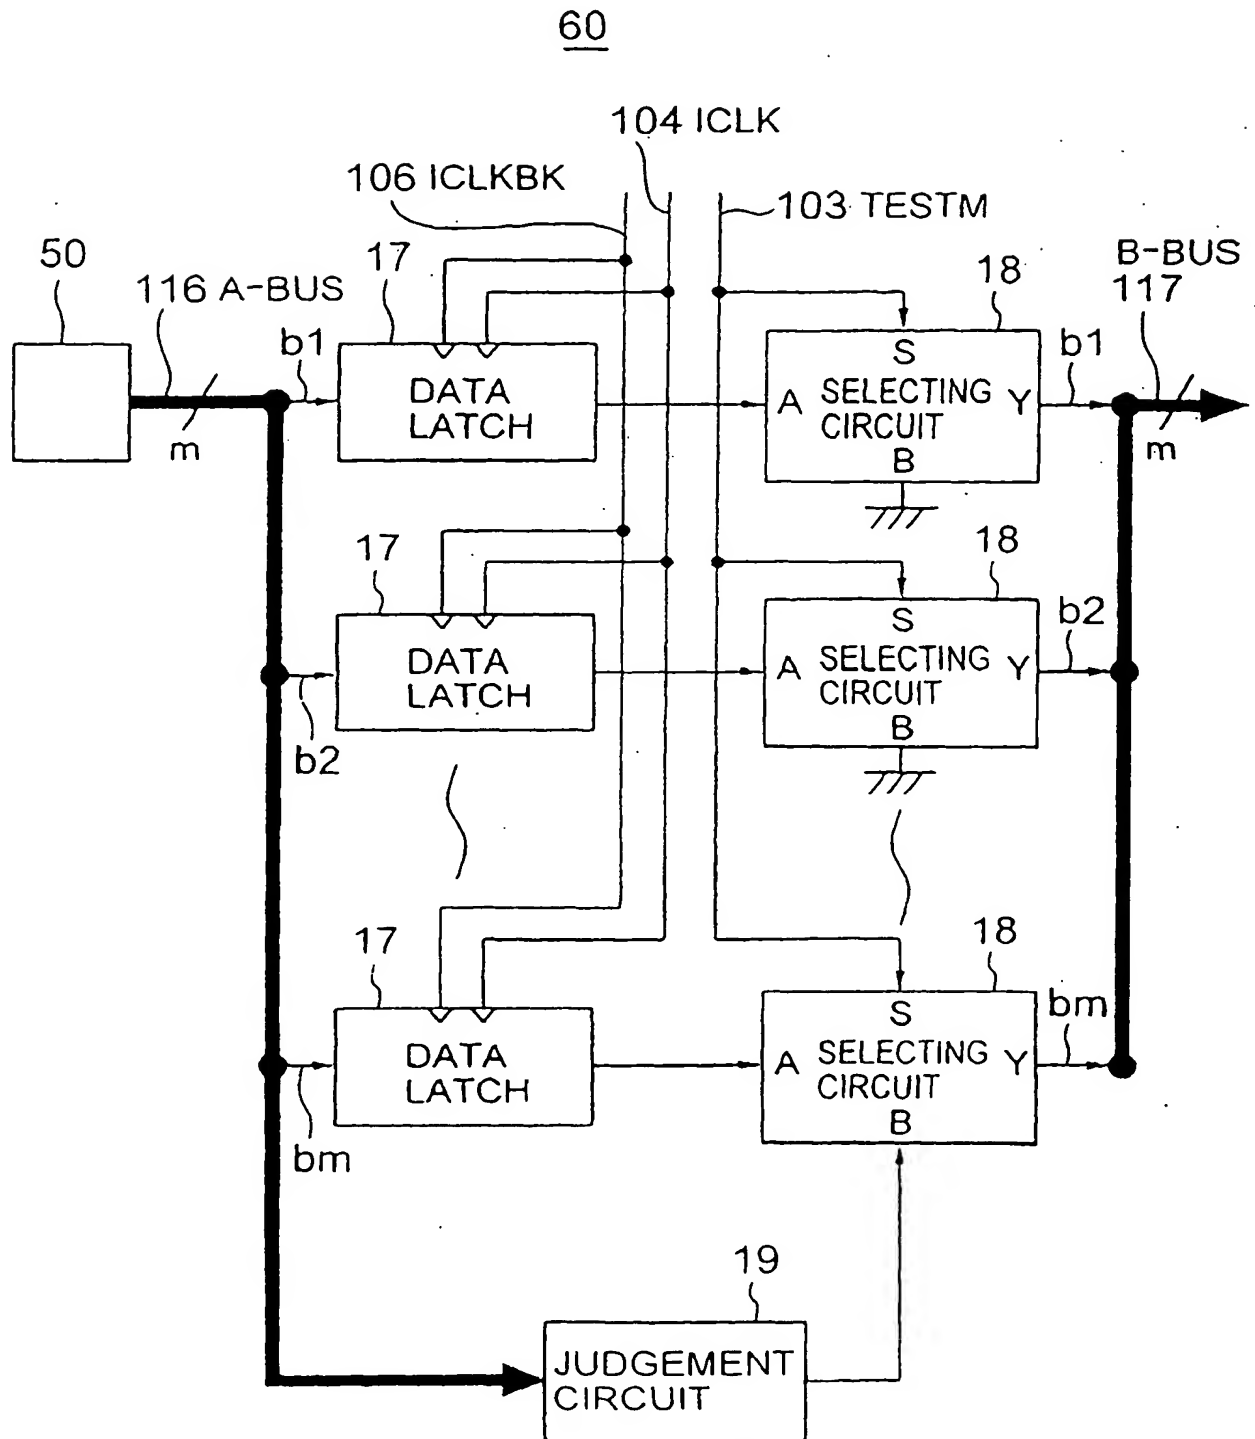 60
104 ICLK
106 ICLKBK
103 TESTM
50
116 A-BUS
17
18
B-BUS
117
b1
DATA
LATCH
A
S
SELECTING
CIRCUIT
Y
B
b1
m
m
17
18
b2
DATA
LATCH
A
S
SELECTING
CIRCUIT
Y
B
b2
17
18
bm
DATA
LATCH
A
S
SELECTING
CIRCUIT
Y
B
bm
19
JUDGEMENT
CIRCUIT